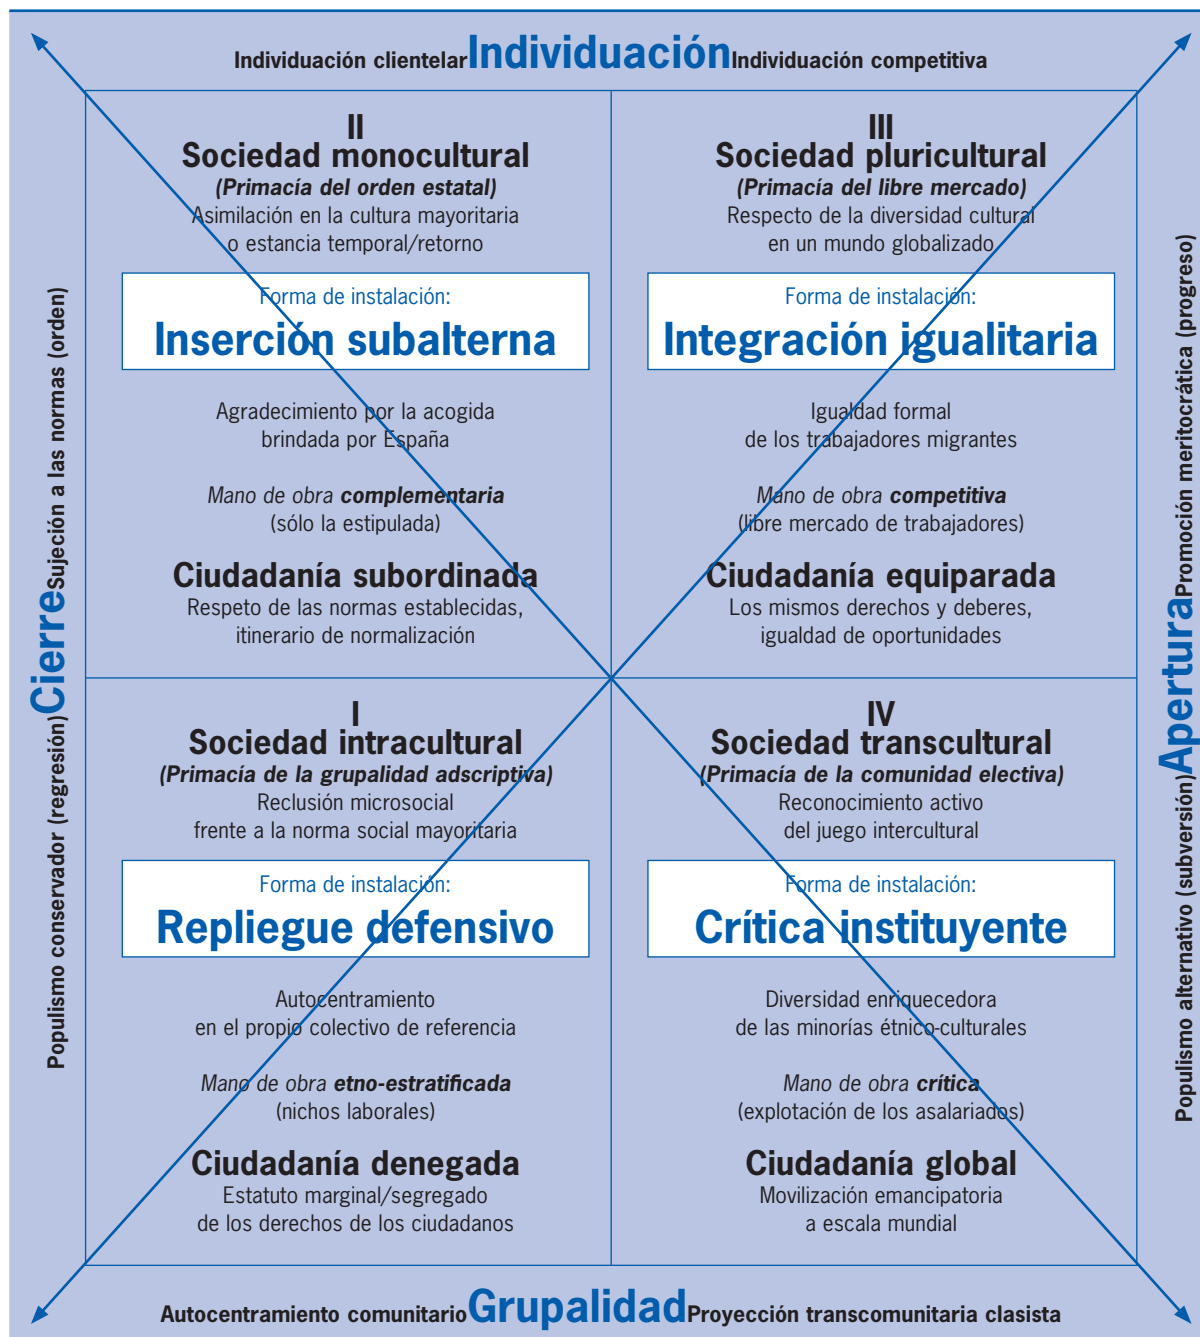 Individuación clientelar Individuación Individuación competitiva
II
Sociedad monocultural
(Primacía del orden estatal)
Asimilación en la cultura mayoritaria
o estancia temporal/retorno
Forma de instalación:
Inserción subalterna
Agradecimiento por la acogida
brindada por España
Mano de obra complementaria
(sólo la estipulada)
Ciudadanía subordinada
Respeto de las normas establecidas,
itinerario de normalización
III
Sociedad pluricultural
(Primacía del libre mercado)
Respecto de la diversidad cultural
en un mundo globalizado
Forma de instalación:
Integración igualitaria
Igualdad formal
de los trabajadores migrantes
Mano de obra competitiva
(libre mercado de trabajadores)
Ciudadanía equiparada
Los mismos derechos y deberes,
igualdad de oportunidades
Populismo conservador (regresión) Cierre Sujeción a las normas (orden)
Populismo alternativo (subversión) Apertura Promoción meritocrática (progreso)
I
Sociedad intracultural
(Primacía de la grupalidad adscriptiva)
Reclusión microsocial
frente a la norma social mayoritaria
Forma de instalación:
Repliegue defensivo
Autocentramiento
en el propio colectivo de referencia
Mano de obra etno-estratificada
(nichos laborales)
Ciudadanía denegada
Estatuto marginal/segregado
de los derechos de los ciudadanos
IV
Sociedad transcultural
(Primacía de la comunidad electiva)
Reconocimiento activo
del juego intercultural
Forma de instalación:
Crítica instituyente
Diversidad enriquecedora
de las minorías étnico-culturales
Mano de obra crítica
(explotación de los asalariados)
Ciudadanía global
Movilización emancipatoria
a escala mundial
Autocentramiento comunitario Grupalidad Proyección transcomunitaria clasista